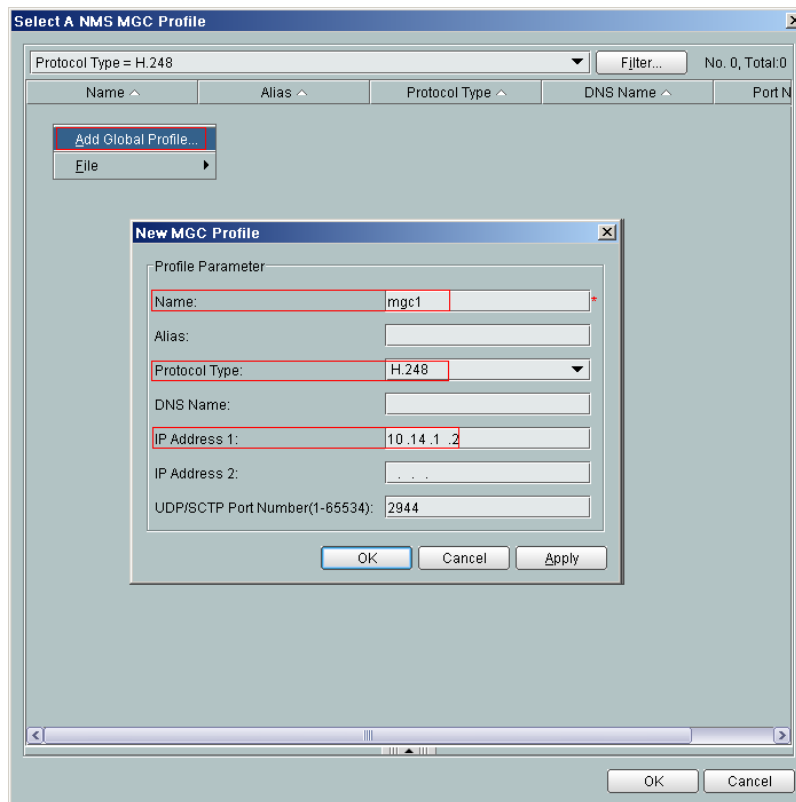 Select A NMS MGC Profile
Protocol Type = H.248 Filter... No. 0, Total:0
Name Alias Protocol Type DNS Name Port N
Add Global Profile...
File
New MGC Profile
Profile Parameter
Name: mgc1 *
Alias:
Protocol Type: H.248
DNS Name:
IP Address 1: 10 .14 .1 .2
IP Address 2: . . .
UDP/SCTP Port Number(1-65534): 2944
OK Cancel Apply
OK Cancel